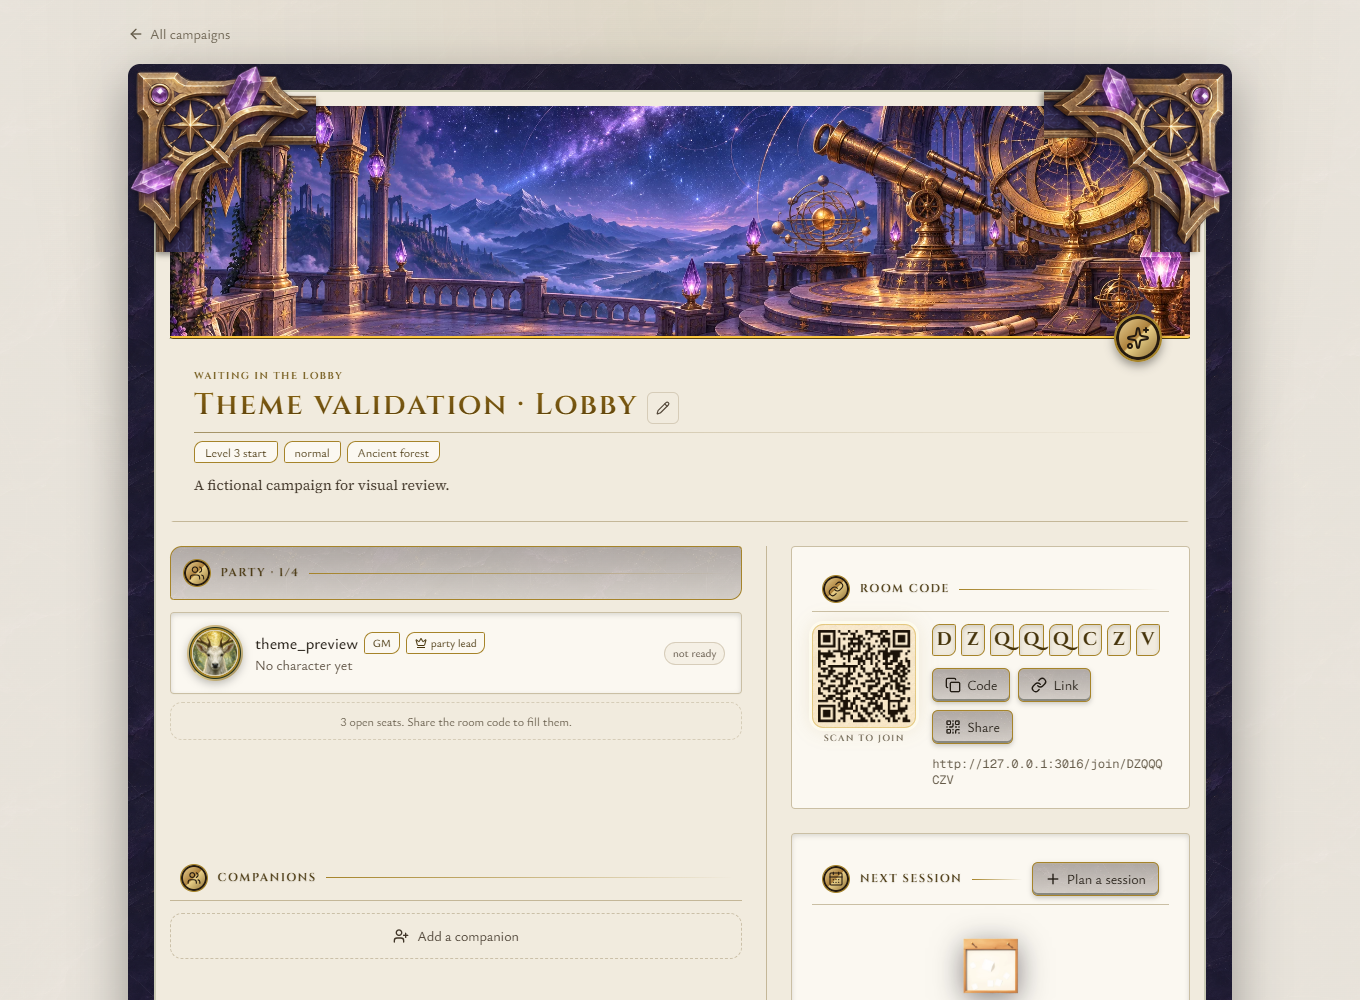 All campaigns
WAITING IN THE LOBBY
THEME VALIDATION · LOBBY
Level 3 start
normal
Ancient forest
A fictional campaign for visual review.
PARTY · 1/4
theme_preview
GM
party lead
No character yet
not ready
3 open seats. Share the room code to fill them.
COMPANIONS
Add a companion
ROOM CODE
D Z Q Q Q C Z V
Code
Link
Share
SCAN TO JOIN
http://127.0.0.1:3016/join/DZQQQ
CZV
NEXT SESSION
Plan a session